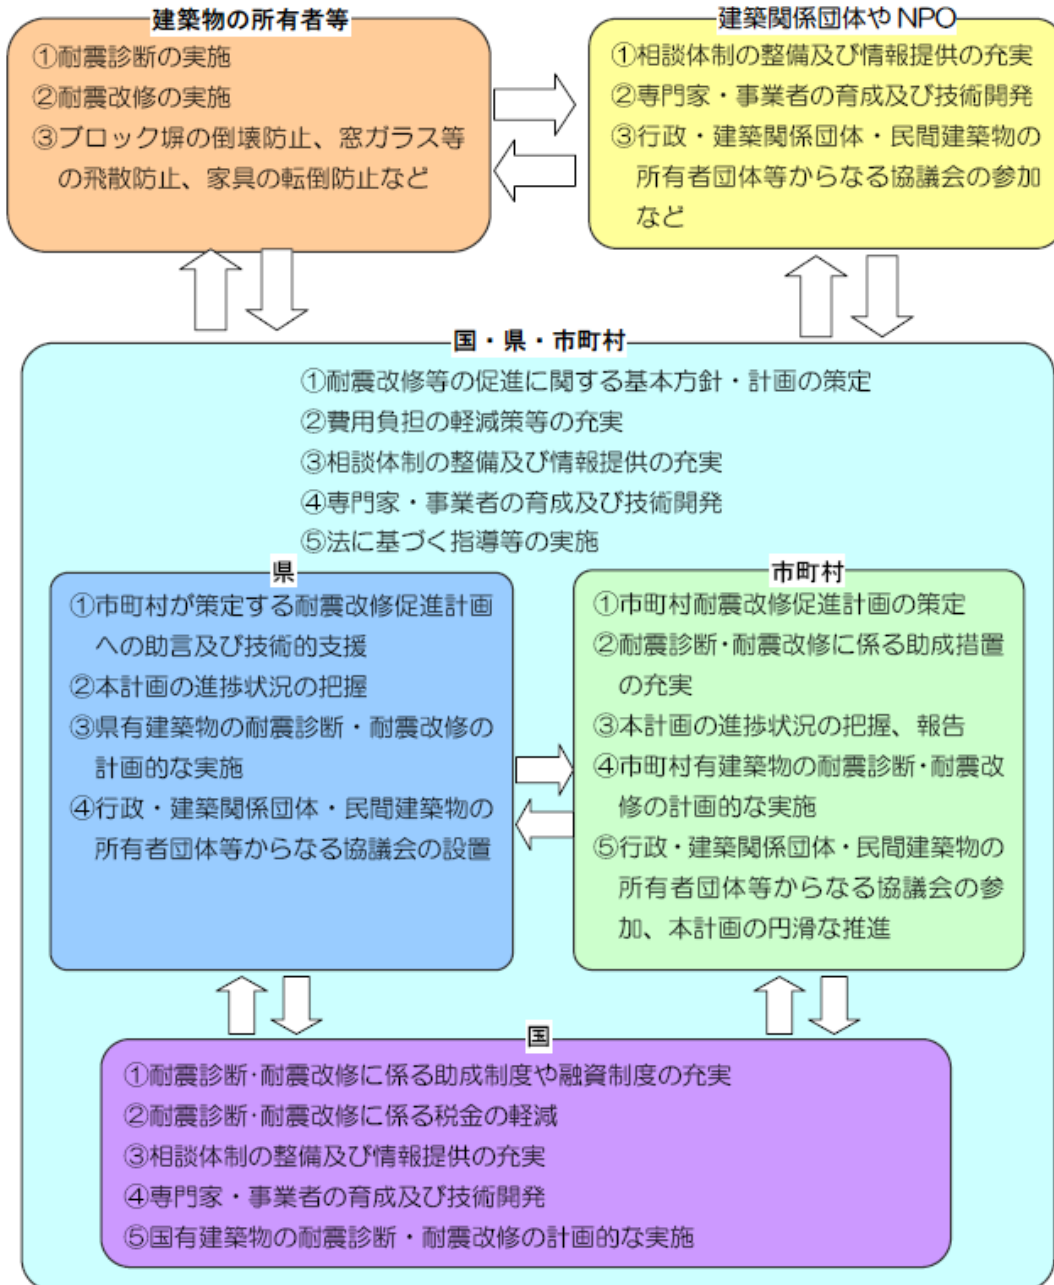 建築物の所有者等
①耐震診断の実施
②耐震改修の実施
③ブロック塀の倒壊防止、窓ガラス等
の飛散防止、家具の転倒防止など
建築関係団体や NPO
①相談体制の整備及び情報提供の充実
②専門家・事業者の育成及び技術開発
③行政・建築関係団体・民間建築物の
所有者団体等からなる協議会の参加
など
国・県・市町村
①耐震改修等の促進に関する基本方針・計画の策定
②費用負担の軽減策等の充実
③相談体制の整備及び情報提供の充実
④専門家・事業者の育成及び技術開発
⑤法に基づく指導等の実施
県
①市町村が策定する耐震改修促進計画
への助言及び技術的支援
②本計画の進捗状況の把握
③県有建築物の耐震診断・耐震改修の
計画的な実施
④行政・建築関係団体・民間建築物の
所有者団体等からなる協議会の設置
市町村
①市町村耐震改修促進計画の策定
②耐震診断・耐震改修に係る助成措置
の充実
③本計画の進捗状況の把握、報告
④市町村有建築物の耐震診断・耐震改
修の計画的な実施
⑤行政・建築関係団体・民間建築物の
所有者団体等からなる協議会の参
加、本計画の円滑な推進
国
①耐震診断・耐震改修に係る助成制度や融資制度の充実
②耐震診断・耐震改修に係る税金の軽減
③相談体制の整備及び情報提供の充実
④専門家・事業者の育成及び技術開発
⑤国有建築物の耐震診断・耐震改修の計画的な実施